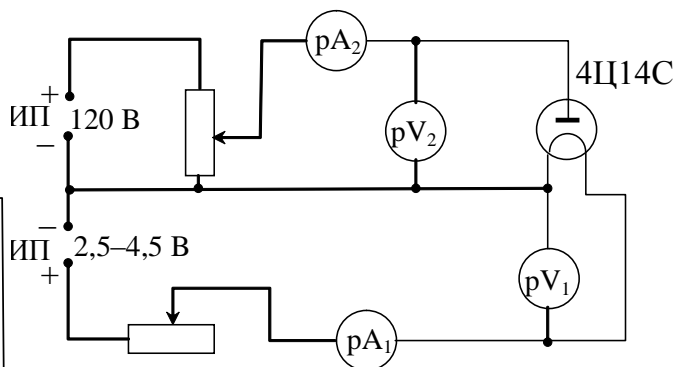 pA₂
4Ц14С
+
ИП 120 В
−
pV₂
−
ИП 2,5–4,5 В
+
pV₁
pA₁